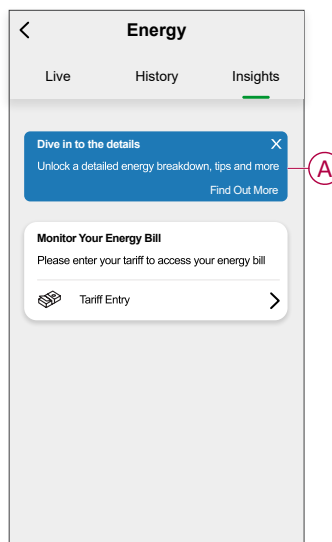 Energy
Live History Insights
Dive in to the details X
Unlock a detailed energy breakdown, tips and more
A
Find Out More
Monitor Your Energy Bill
Please enter your tariff to access your energy bill
Tariff Entry